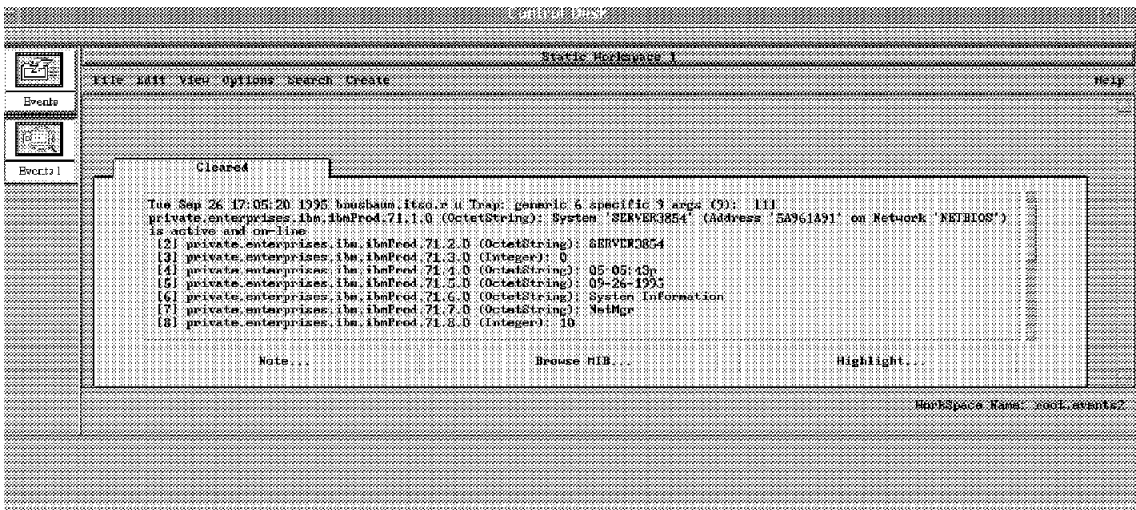 Control Desk
Static Workspace 1
File Edit View Options Search Create Help
Events
Events1
Cleared
Tue Sep 26 17:05:20 1995 bnusbaum.itso.r u Trap: generic 6 specific 9 args (9): [1]
private.enterprises.ibm.ibmProd.71.1.0 (OctetString): System 'SERVER3854' (Address '5A961A91' on Network 'NETBIOS')
is active and on-line
[2] private.enterprises.ibm.ibmProd.71.2.0 (OctetString): SERVER3854
[3] private.enterprises.ibm.ibmProd.71.3.0 (Integer): 0
[4] private.enterprises.ibm.ibmProd.71.4.0 (OctetString): 05:05:43p
[5] private.enterprises.ibm.ibmProd.71.5.0 (OctetString): 09-26-1995
[6] private.enterprises.ibm.ibmProd.71.6.0 (OctetString): System Information
[7] private.enterprises.ibm.ibmProd.71.7.0 (OctetString): NetMgr
[8] private.enterprises.ibm.ibmProd.71.8.0 (Integer): 10
Note... Browse MIB... Highlight...
WorkSpace Name: root.events2